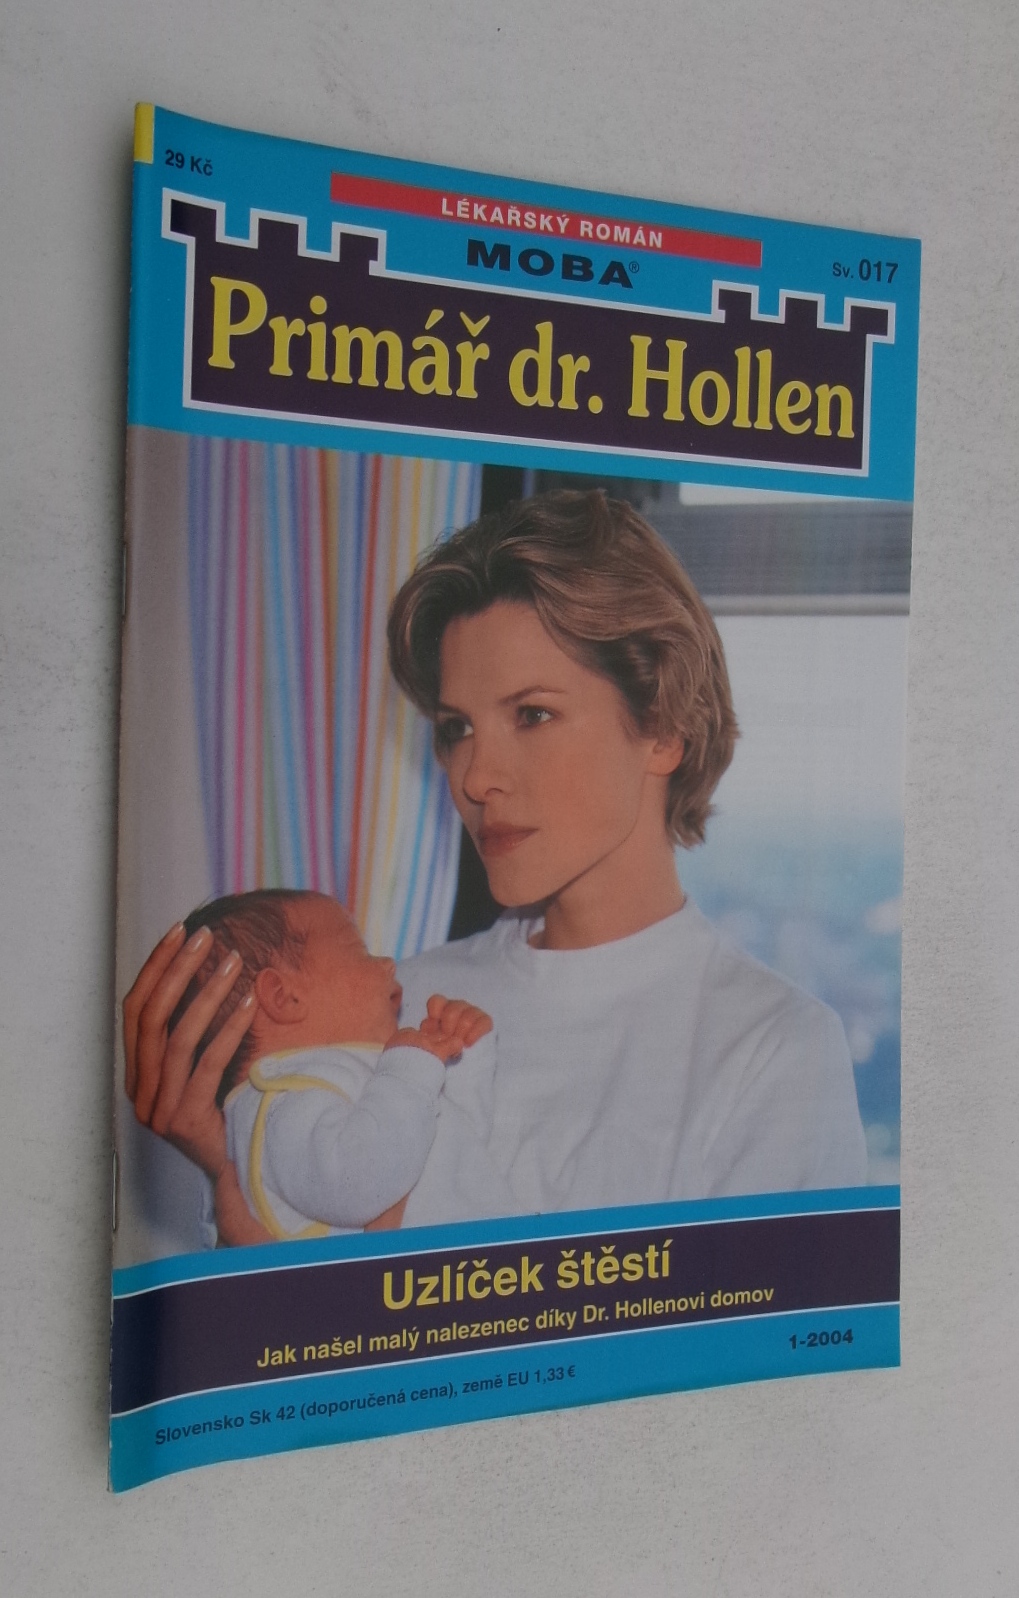 29 Kč
LÉKAŘSKÝ ROMÁN
MOBA®
Sv. 017
Primář dr. Hollen
Uzlíček štěstí
Jak našel malý nalezenec díky Dr. Hollenovi domov
1-2004
Slovensko Sk 42 (doporučená cena), země EU 1,33 €